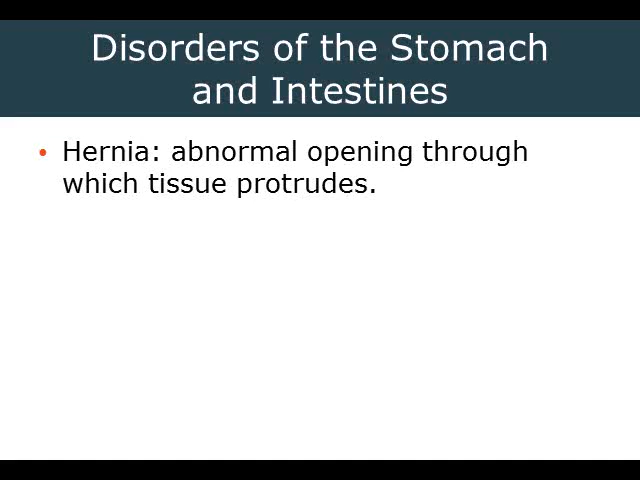 Disorders of the Stomach
and Intestines
• Hernia: abnormal opening through
which tissue protrudes.